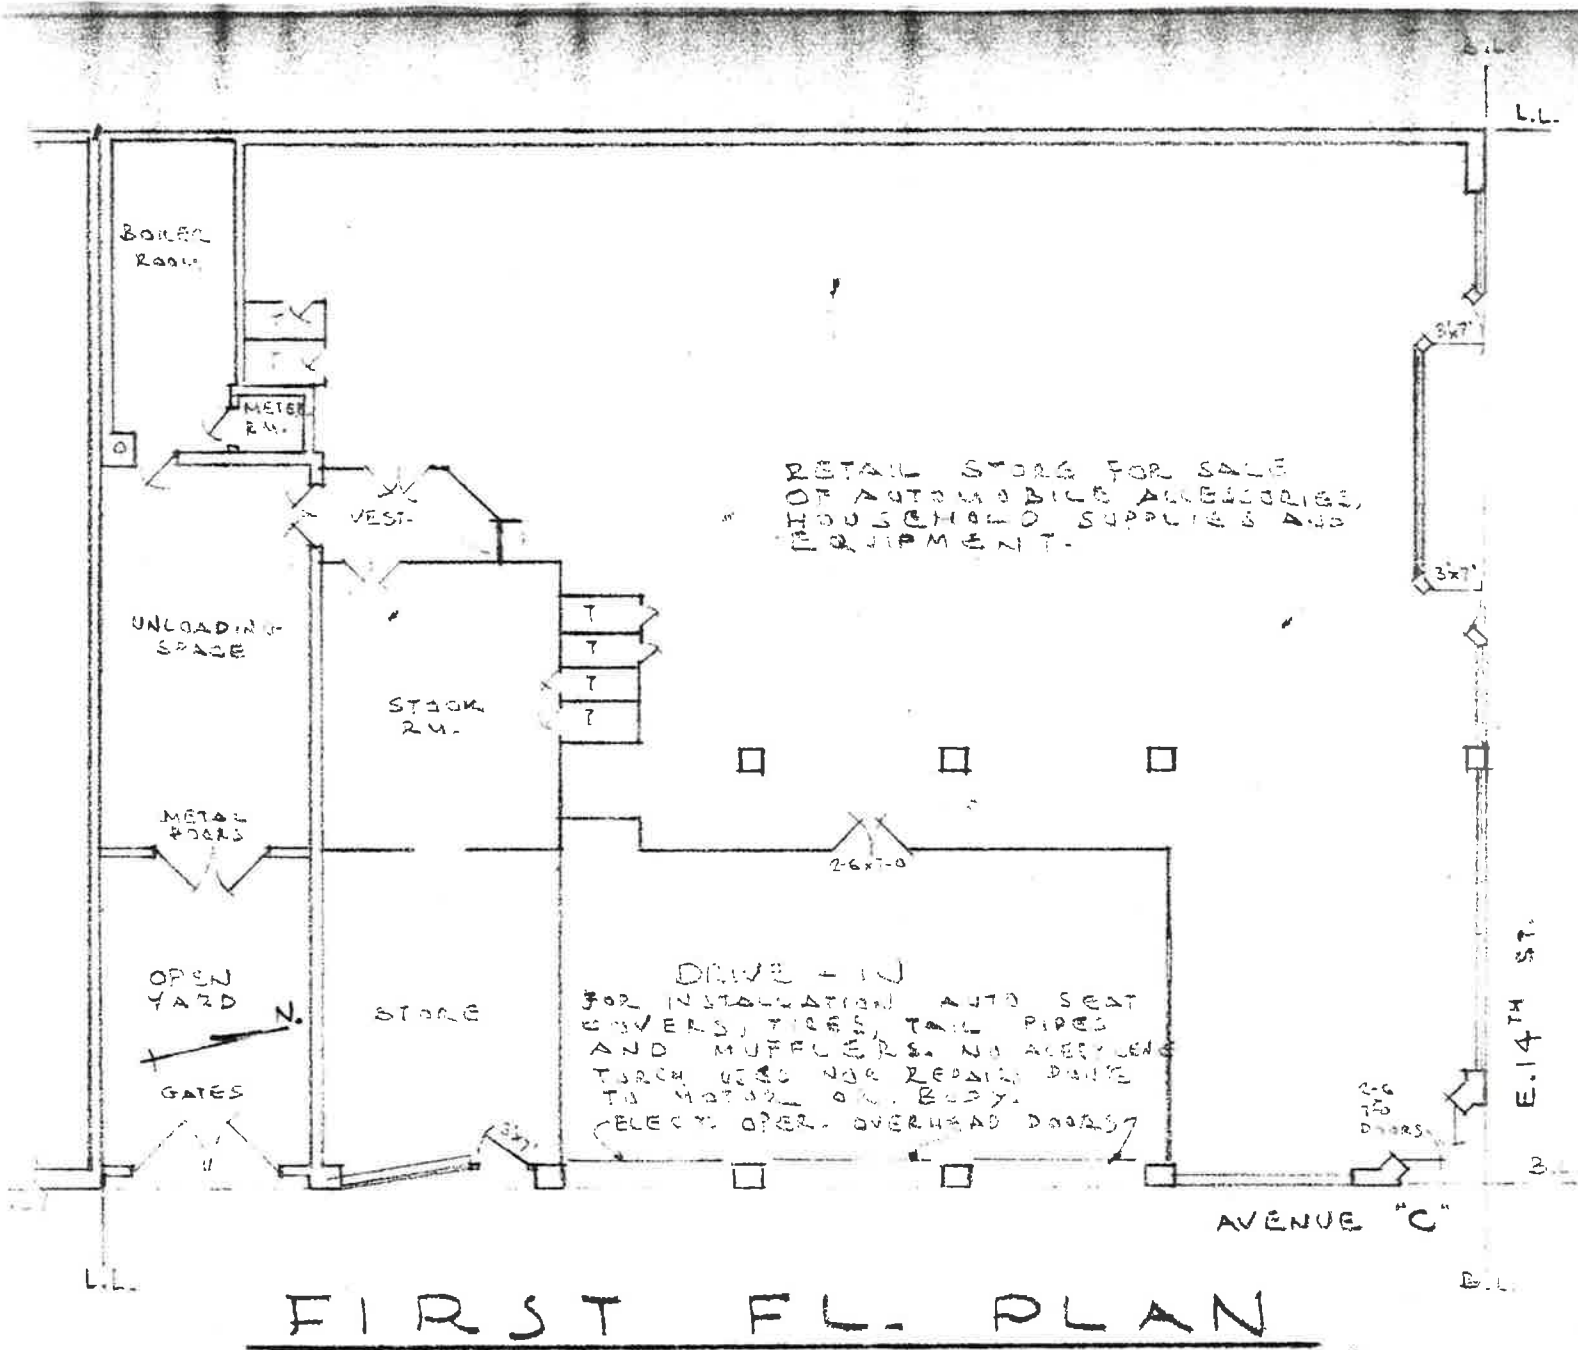 B.L.
L.L.
BOILER
ROOM
T
T
METER
RM.
3'x7'
3'x7'
VEST.
RETAIL STORE FOR SALE
OF AUTOMOBILE ACCESSORIES,
HOUSEHOLD SUPPLIES AND
EQUIPMENT.
UNLOADING
SPACE
T
T
T
T
STOCK
RM.
METAL
DOORS
2-6x7-0
OPEN
YARD
N.
GATES
STORE
DRIVE-IN
FOR INSTALLATION AUTO SEAT
COVERS, TIRES, TAIL PIPES
AND MUFFLERS. NO ACETYLENE
TORCH USED NOR REPAIRS DONE
TO MOTOR OR BODY.
ELECT. OPER. OVERHEAD DOORS
3'x7'
2-6
7-0
DOORS
E. 14TH ST.
B.L.
AVENUE "C"
L.L.
B.L.
FIRST FL. PLAN